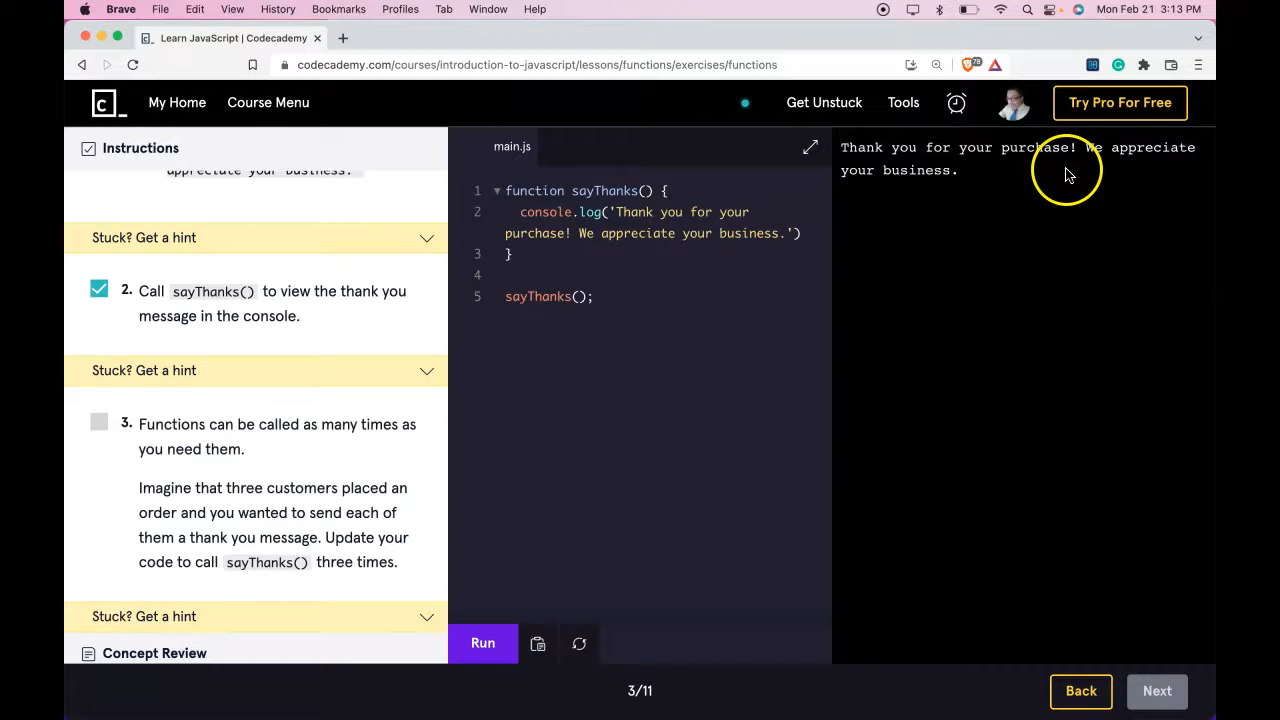 Brave File Edit View History Bookmarks Profiles Tab Window Help Mon Feb 21 3:13 PM
C_ Learn JavaScript | Codecademy × +
codecademy.com/courses/introduction-to-javascript/lessons/functions/exercises/functions 78
c_ My Home Course Menu Get Unstuck Tools Try Pro For Free
Instructions
appreciate your business.
Stuck? Get a hint
2. Call sayThanks() to view the thank you
message in the console.
Stuck? Get a hint
3. Functions can be called as many times as
you need them.
Imagine that three customers placed an
order and you wanted to send each of
them a thank you message. Update your
code to call sayThanks() three times.
Stuck? Get a hint
Concept Review
main.js
1 function sayThanks() {
2 console.log('Thank you for your
purchase! We appreciate your business.')
3 }
4
5 sayThanks();
Run
Thank you for your purchase! We appreciate
your business.
3/11
Back Next